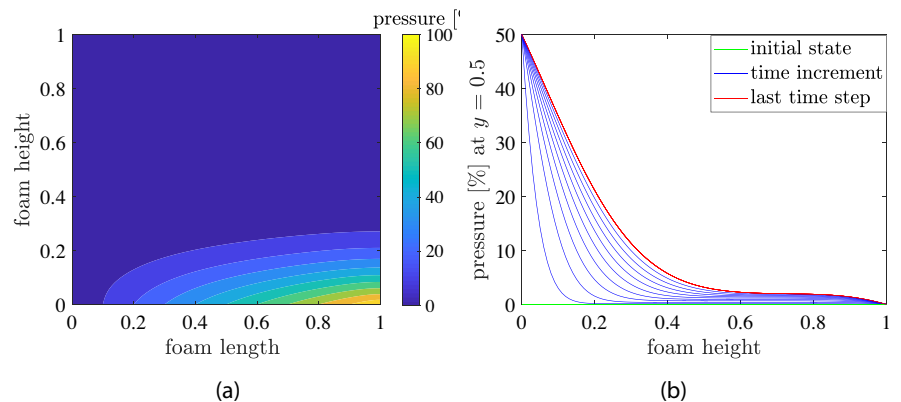 pressure [%
1
0.8
0.6
0.4
0.2
0
foam height
0 0.2 0.4 0.6 0.8 1
foam length
100
80
60
40
20
0
(a)
50
40
30
20
10
0
pressure [%] at y = 0.5
initial state
time increment
last time step
0 0.2 0.4 0.6 0.8 1
foam height
(b)